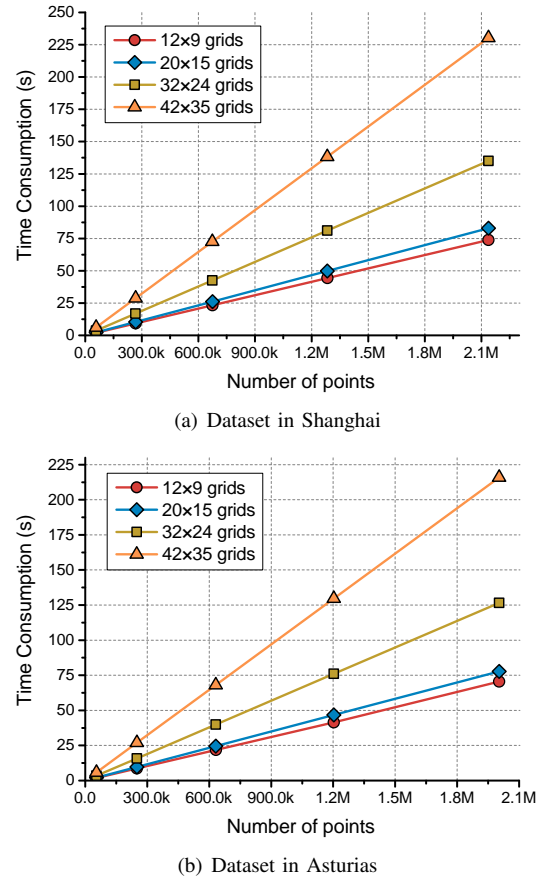 250
225
200
175
150
125
100
75
50
25
0
Time Consumption (s)
12×9 grids
20×15 grids
32×24 grids
42×35 grids
0.0 300.0k 600.0k 900.0k 1.2M 1.5M 1.8M 2.1M
Number of points
(a) Dataset in Shanghai
225
200
175
150
125
100
75
50
25
0
Time Consumption (s)
12×9 grids
20×15 grids
32×24 grids
42×35 grids
0.0 300.0k 600.0k 900.0k 1.2M 1.5M 1.8M 2.1M
Number of points
(b) Dataset in Asturias